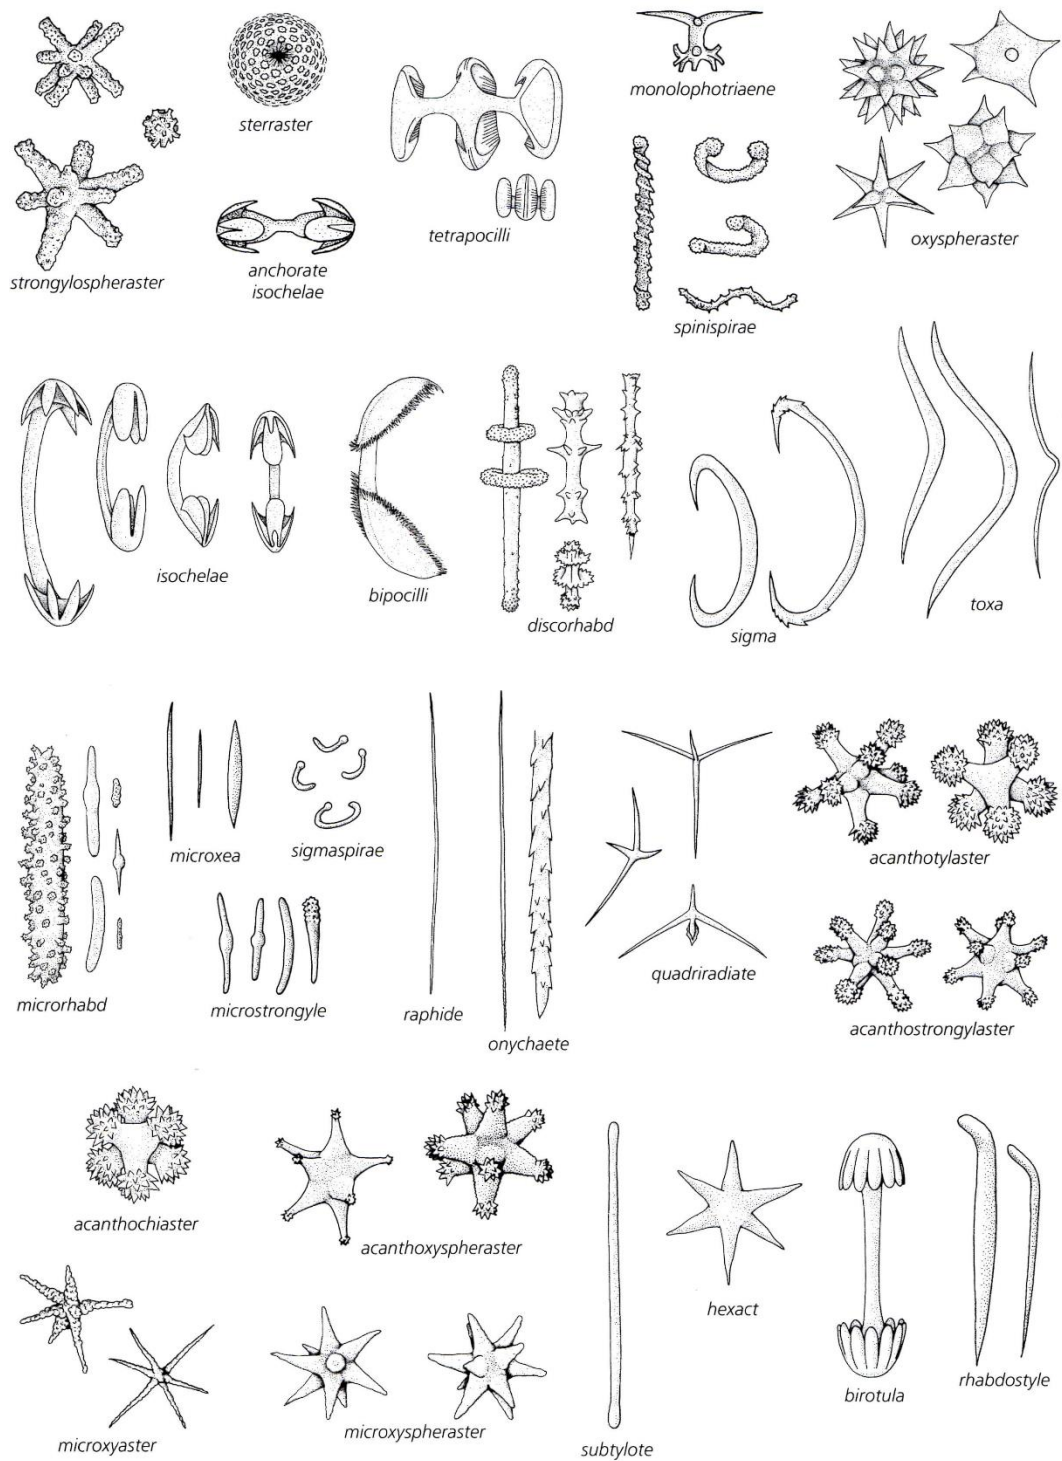 monolophotriaene
sterraster
tetrapocilli
oxyspheraster
strongylospheraster
anchorate
isochelae
spinispirae
isochelae
bipocilli
discorhabd
sigma
toxa
microxea
sigmaspirae
acanthotylaster
microrhabd
microstrongyle
raphide
onychaete
quadriradiate
acanthostrongylaster
acanthochiaster
acanthoxyspheraster
hexact
birotula
rhabdostyle
microxyaster
microxyspheraster
subtylote